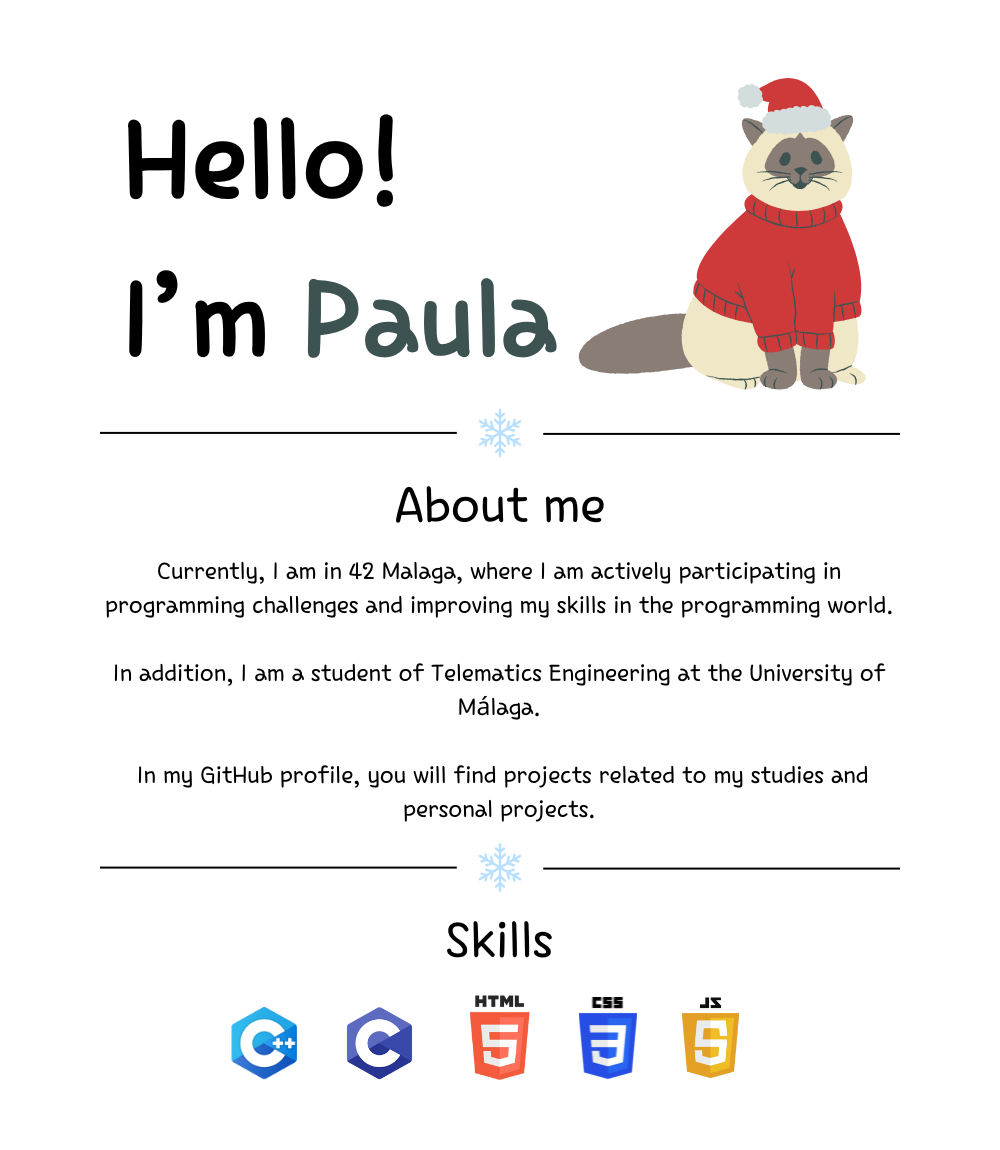 Hello!
I'm Paula
About me
Currently, I am in 42 Malaga, where I am actively participating in
programming challenges and improving my skills in the programming world.
In addition, I am a student of Telematics Engineering at the University of
Málaga.
In my GitHub profile, you will find projects related to my studies and
personal projects.
Skills
C++
C
HTML
5
CSS
3
JS
5